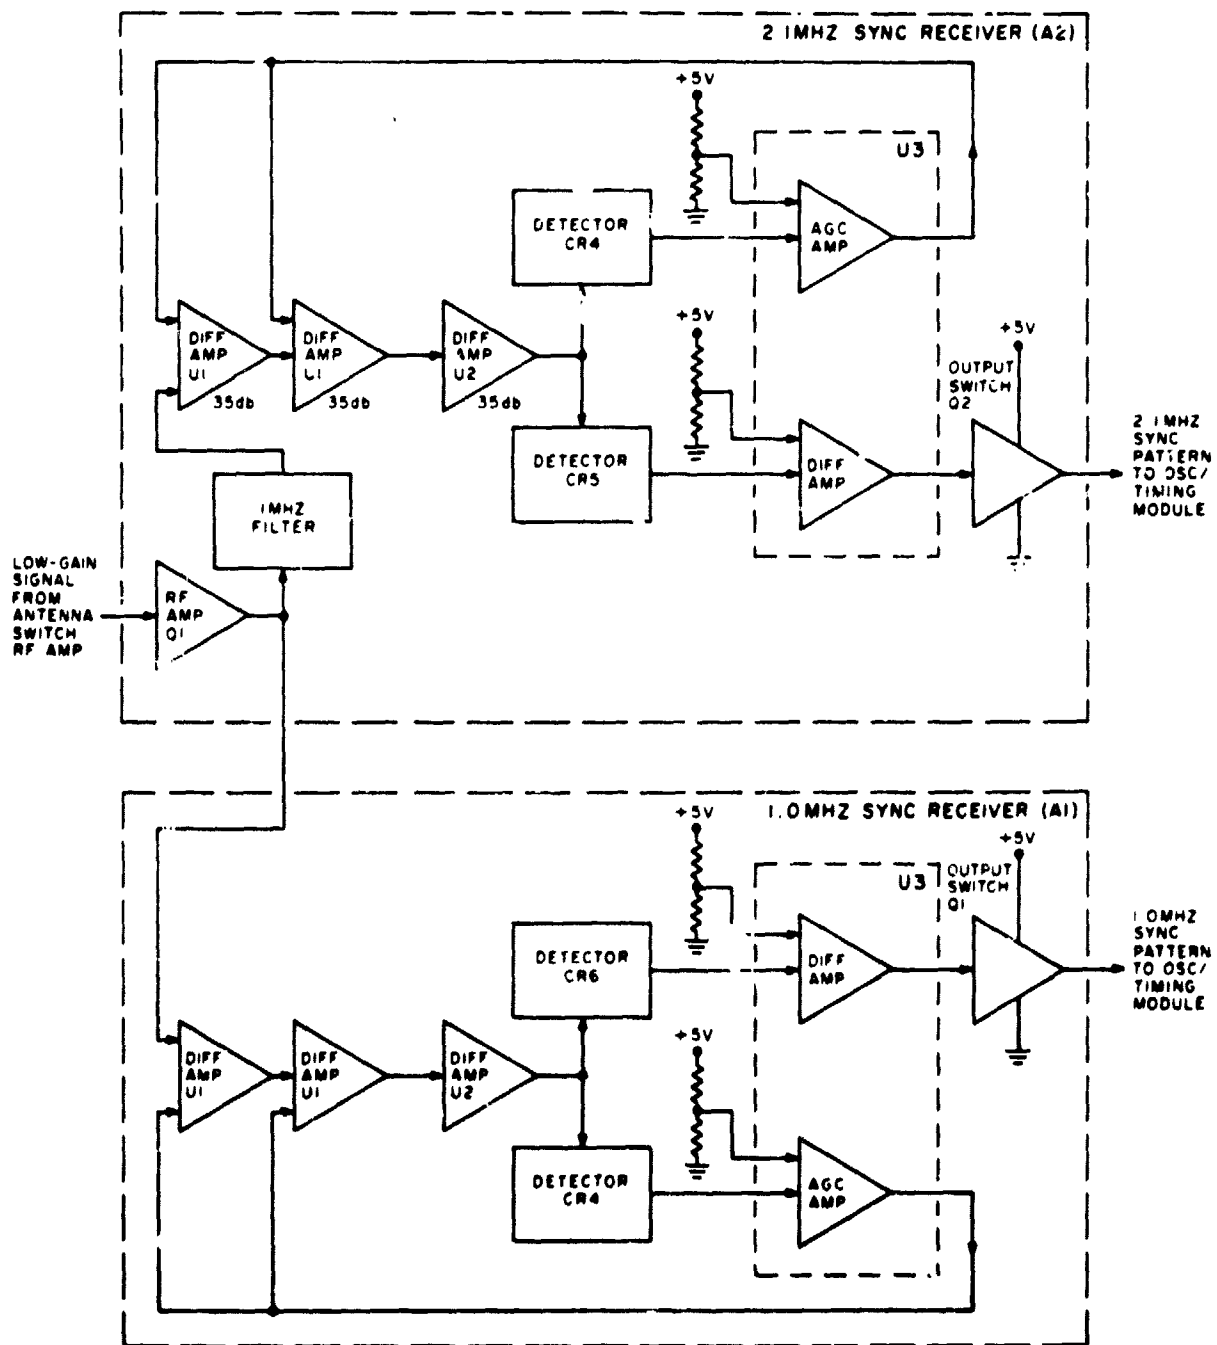 2 1MHZ SYNC RECEIVER (A2)
+5V
U3
DETECTOR
CR4
AGC
AMP
+5V
+5V
DIFF
AMP
U1
35db
DIFF
AMP
U1
35db
DIFF
AMP
U2
35db
OUTPUT
SWITCH
Q2
DETECTOR
CR5
DIFF
AMP
2 1MHZ
SYNC
PATTERN
TO OSC/
TIMING
MODULE
1MHZ
FILTER
LOW-GAIN
SIGNAL
FROM
ANTENNA
SWITCH
RF AMP
RF
AMP
Q1
1.0MHZ SYNC RECEIVER (A1)
+5V
+5V
U3
OUTPUT
SWITCH
Q1
DETECTOR
CR6
DIFF
AMP
1.0MHZ
SYNC
PATTERN
TO OSC/
TIMING
MODULE
+5V
DIFF
AMP
U1
DIFF
AMP
U1
DIFF
AMP
U2
DETECTOR
CR4
AGC
AMP